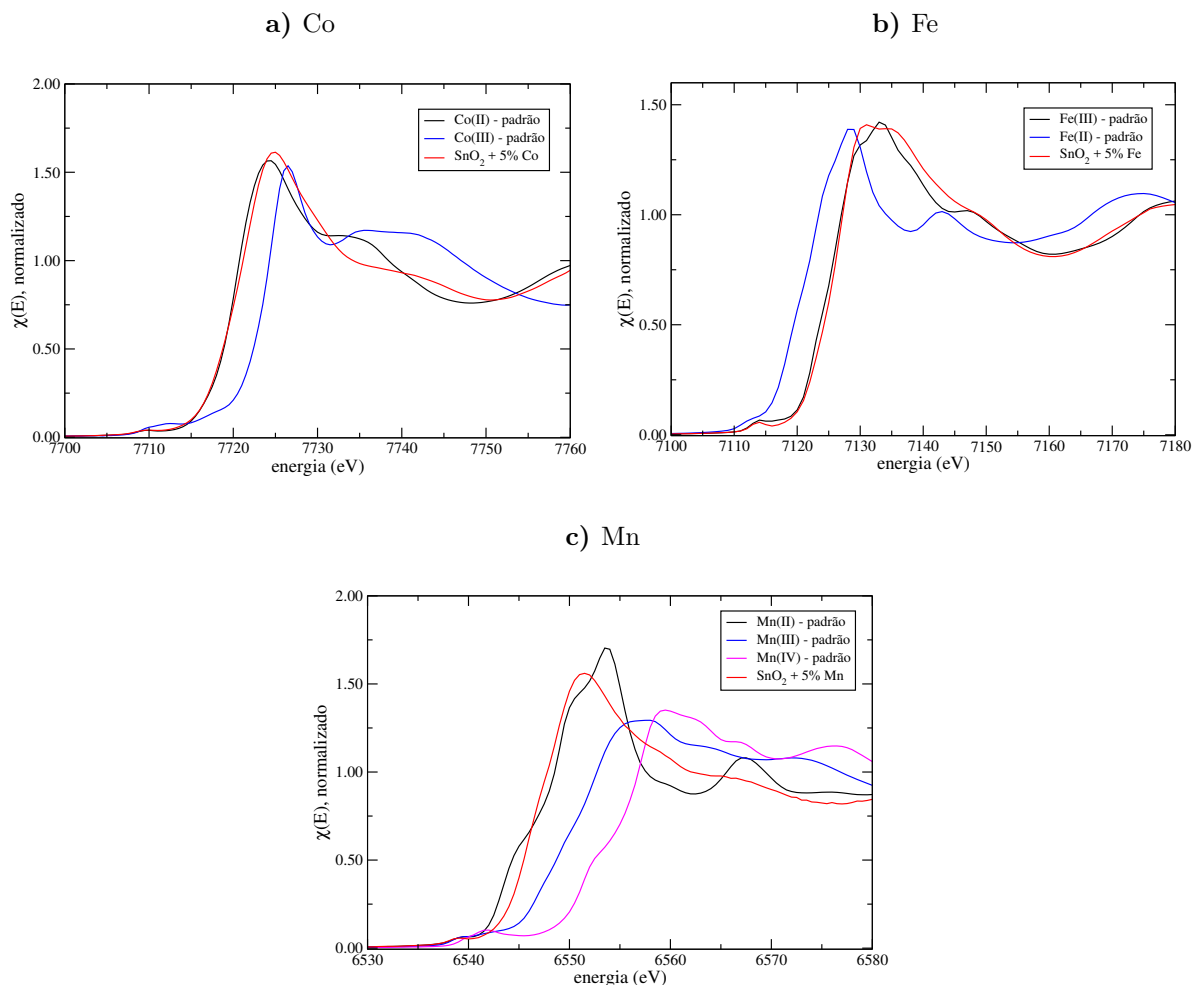 a) Co
2.00
1.50
1.00
0.50
0.00
χ(E), normalizado
Co(II) - padrão
Co(III) - padrão
SnO₂ + 5% Co
7700 7710 7720 7730 7740 7750 7760
energia (eV)
b) Fe
1.50
1.00
0.50
0.00
χ(E), normalizado
Fe(III) - padrão
Fe(II) - padrão
SnO₂ + 5% Fe
7100 7110 7120 7130 7140 7150 7160 7170 7180
energia (eV)
c) Mn
2.00
1.50
1.00
0.50
0.00
χ(E), normalizado
Mn(II) - padrão
Mn(III) - padrão
Mn(IV) - padrão
SnO₂ + 5% Mn
6530 6540 6550 6560 6570 6580
energia (eV)